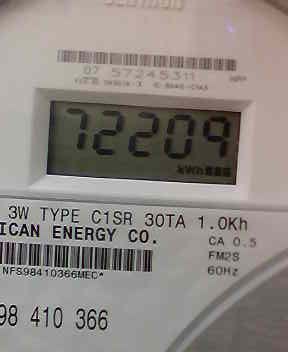 07 57245311
72209
kWh
3W TYPE C1SR 30TA 1.0Kh
ICAN ENERGY CO.
CA 0.5
FM2S
NFS98410366MEC*
60Hz
98 410 366